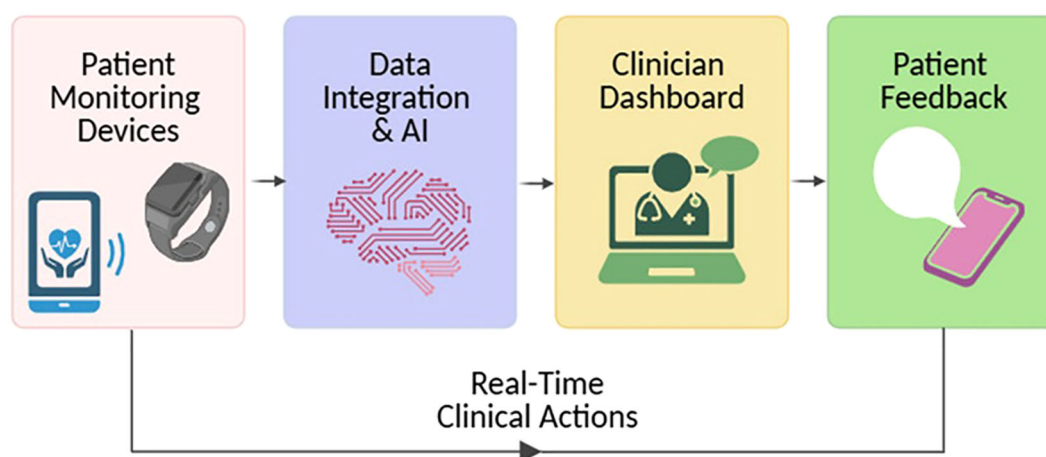 Patient
Monitoring
Devices
Data
Integration
& AI
Clinician
Dashboard
Patient
Feedback
Real-Time
Clinical Actions